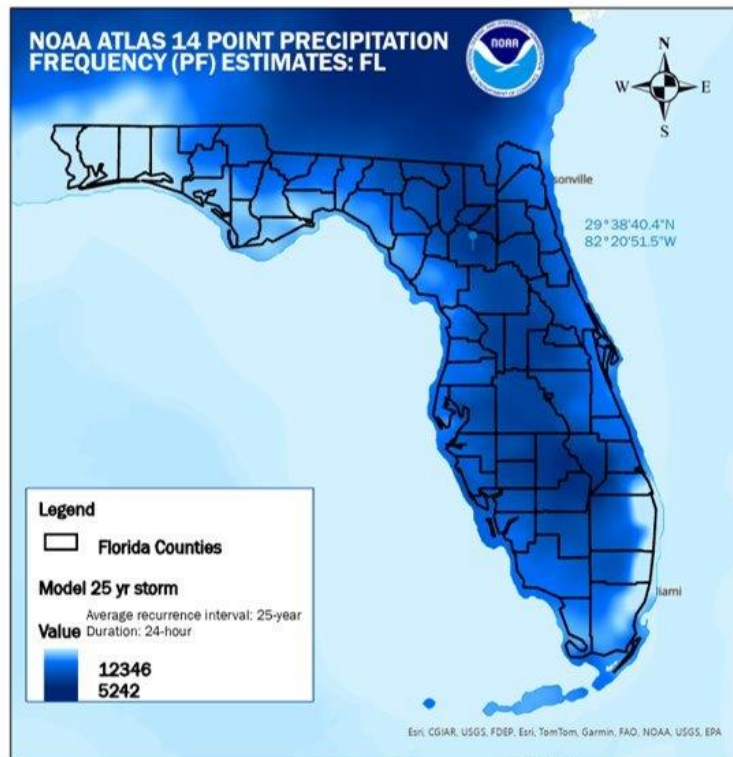 NOAA ATLAS 14 POINT PRECIPITATION
FREQUENCY (PF) ESTIMATES: FL
NOAA
N
W
E
S
sonville
29°38'40.4"N
82°20'51.5"W
Legend
Florida Counties
Model 25 yr storm
Average recurrence interval: 25-year
Value
Duration: 24-hour
12346
5242
iami
Esri, CGIAR, USGS, FDEP, Esri, TomTom, Garmin, FAO, NOAA, USGS, EPA